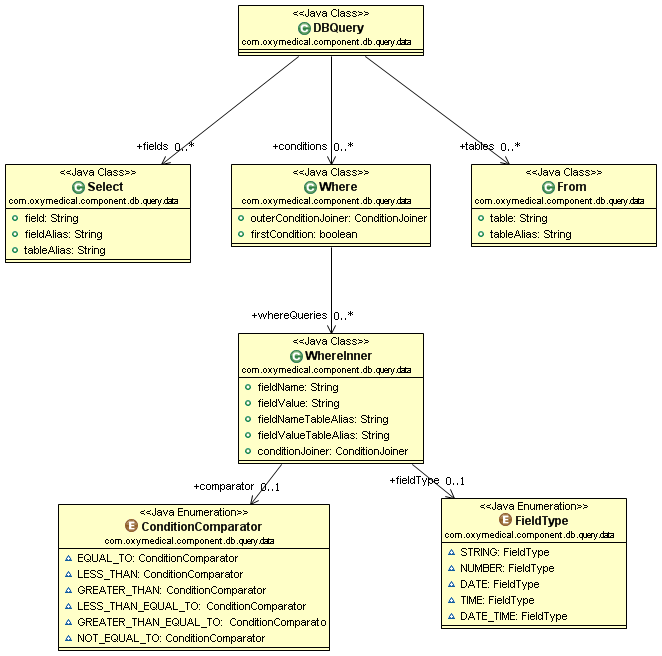 <<Java Class>>
DBQuery
com.oxymedical.component.db.query.data
+fields 0..*
+conditions 0..*
+tables 0..*
<<Java Class>>
Select
com.oxymedical.component.db.query.data
field: String
fieldAlias: String
tableAlias: String
<<Java Class>>
Where
com.oxymedical.component.db.query.data
outerConditionJoiner: ConditionJoiner
firstCondition: boolean
<<Java Class>>
From
com.oxymedical.component.db.query.data
table: String
tableAlias: String
+whereQueries 0..*
<<Java Class>>
WhereInner
com.oxymedical.component.db.query.data
fieldName: String
fieldValue: String
fieldNameTableAlias: String
fieldValueTableAlias: String
conditionJoiner: ConditionJoiner
+comparator 0..1
+fieldType 0..1
<<Java Enumeration>>
ConditionComparator
com.oxymedical.component.db.query.data
EQUAL_TO: ConditionComparator
LESS_THAN: ConditionComparator
GREATER_THAN: ConditionComparator
LESS_THAN_EQUAL_TO: ConditionComparator
GREATER_THAN_EQUAL_TO: ConditionComparato
NOT_EQUAL_TO: ConditionComparator
<<Java Enumeration>>
FieldType
com.oxymedical.component.db.query.data
STRING: FieldType
NUMBER: FieldType
DATE: FieldType
TIME: FieldType
DATE_TIME: FieldType